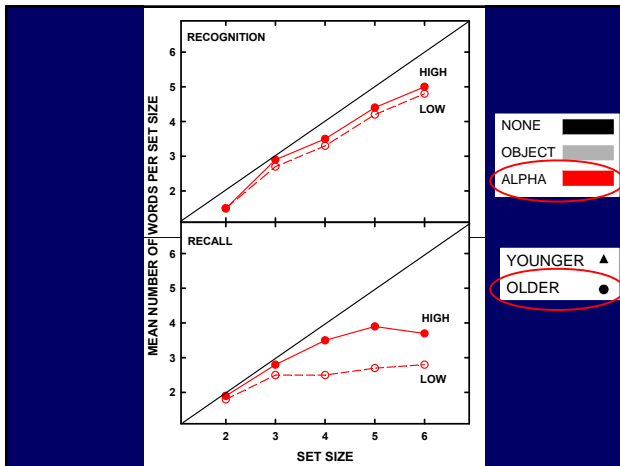 RECOGNITION
6
5
4
3
2
HIGH
LOW
MEAN NUMBER OF WORDS PER SET SIZE
RECALL
6
5
4
3
2
HIGH
LOW
2 3 4 5 6
SET SIZE
NONE
OBJECT
ALPHA
YOUNGER
OLDER